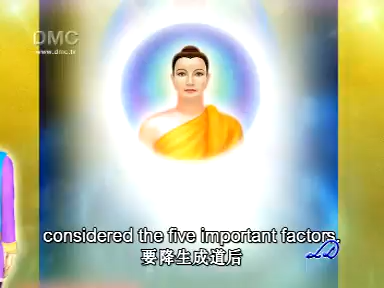 DMC
www.dmc.tv
considered the five important factors,
要降生成道后